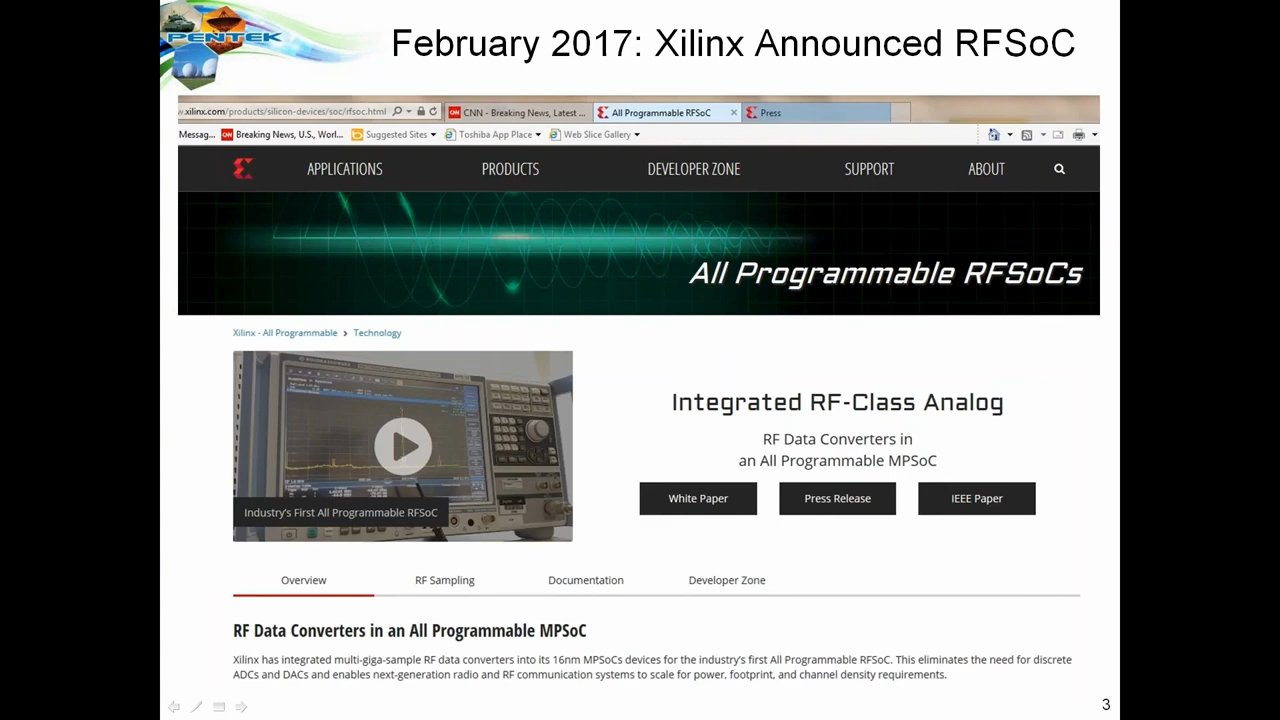 PENTEK
February 2017: Xilinx Announced RFSoC
.xilinx.com/products/silicon-devices/soc/rfsoc.html
CNN - Breaking News, Latest ...
All Programmable RFSoC
Press
Messag...
Breaking News, U.S., Worl...
Suggested Sites
Toshiba App Place
Web Slice Gallery
APPLICATIONS
PRODUCTS
DEVELOPER ZONE
SUPPORT
ABOUT
All Programmable RFSoCs
Xilinx - All Programmable > Technology
Integrated RF-Class Analog
RF Data Converters in
an All Programmable MPSoC
White Paper
Press Release
IEEE Paper
Industry's First All Programmable RFSoC
Overview
RF Sampling
Documentation
Developer Zone
RF Data Converters in an All Programmable MPSoC
Xilinx has integrated multi-giga-sample RF data converters into its 16nm MPSoCs devices for the industry's first All Programmable RFSoC. This eliminates the need for discrete
ADCs and DACs and enables next-generation radio and RF communication systems to scale for power, footprint, and channel density requirements.
3